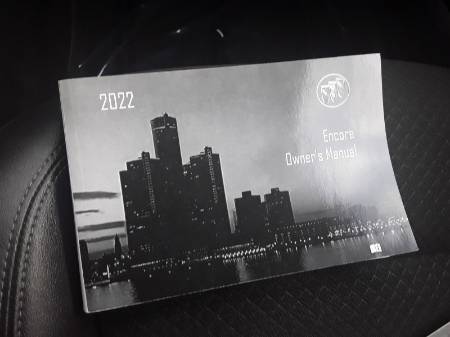 2022
Encore
Owner's Manual